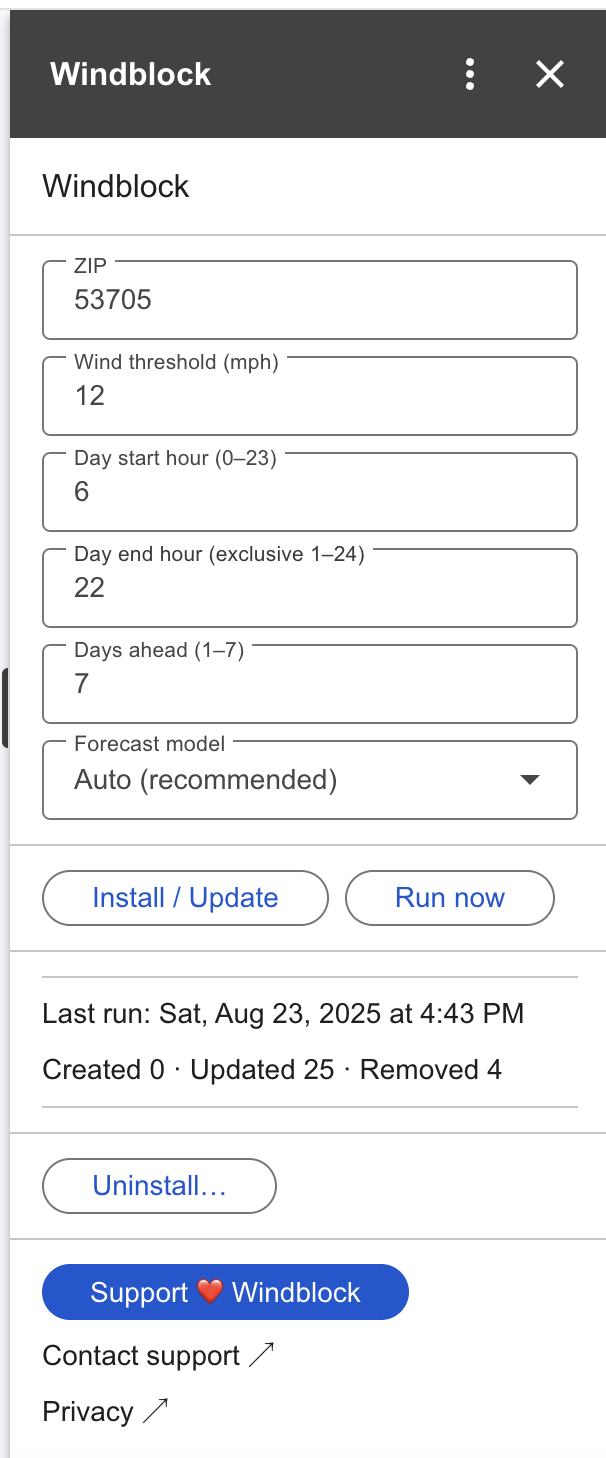 Windblock
Windblock
ZIP
53705
Wind threshold (mph)
12
Day start hour (0–23)
6
Day end hour (exclusive 1–24)
22
Days ahead (1–7)
7
Forecast model
Auto (recommended)
Install / Update
Run now
Last run: Sat, Aug 23, 2025 at 4:43 PM
Created 0 · Updated 25 · Removed 4
Uninstall…
Support ❤️ Windblock
Contact support ↗
Privacy ↗